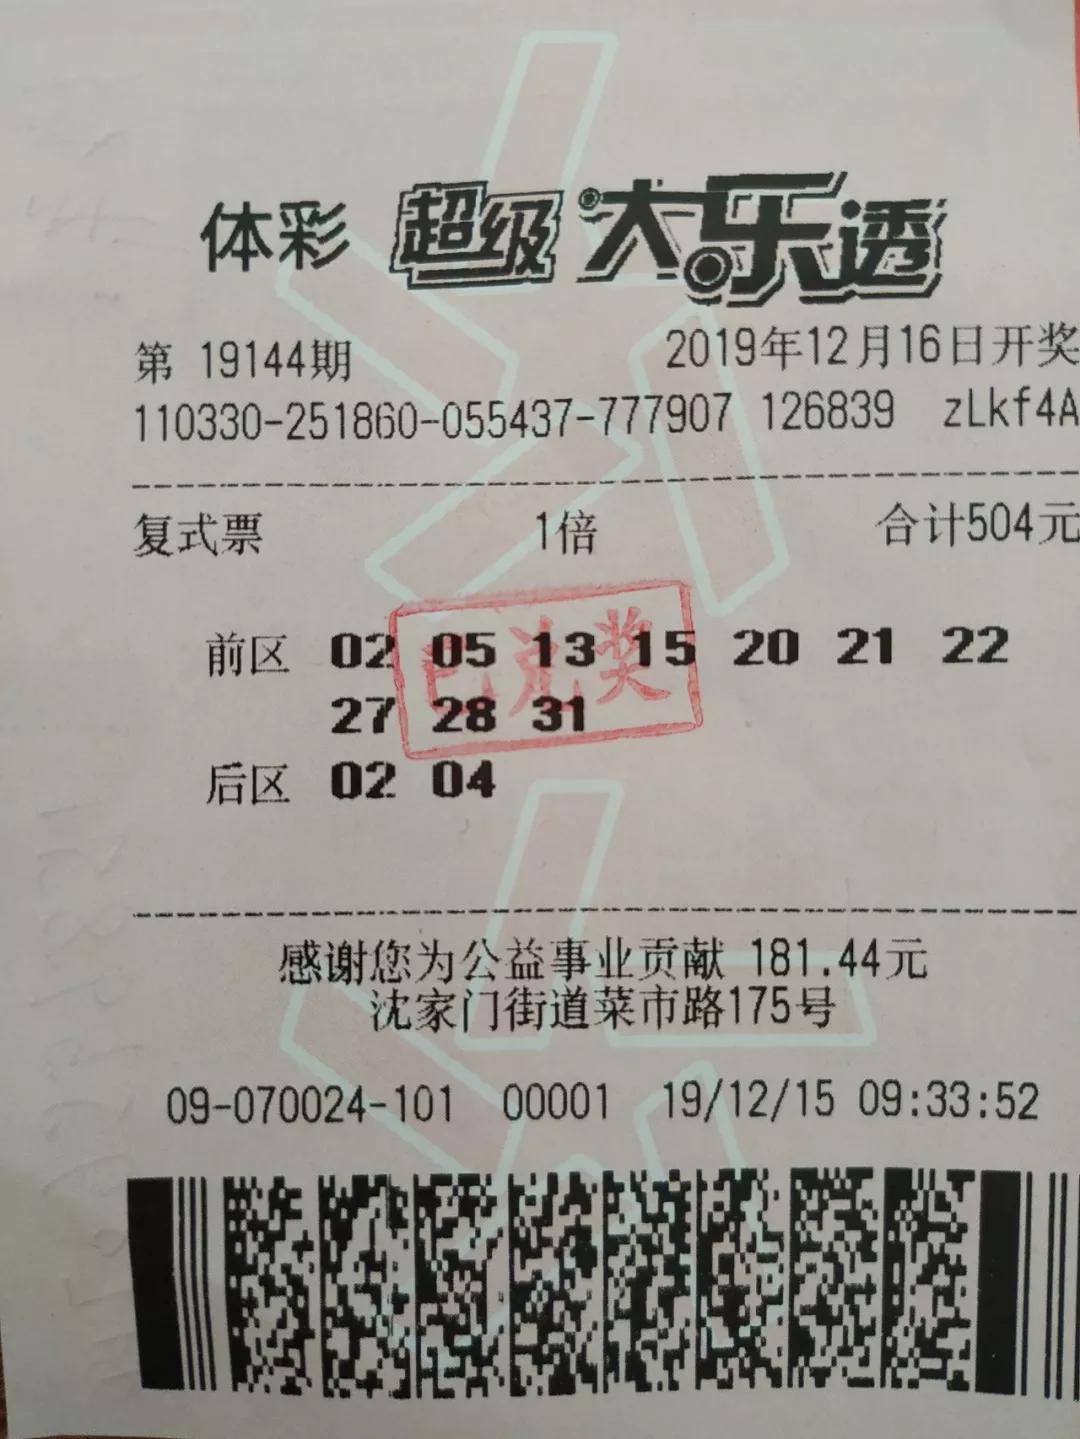 体彩 超级大乐透
第 19144期 2019年12月16日开奖
110330-251860-055437-777907 126839 zLkf4A
复式票 1倍 合计504元
已兑奖
前区 02 05 13 15 20 21 22
27 28 31
后区 02 04
感谢您为公益事业贡献 181.44元
沈家门街道菜市路175号
09-070024-101 00001 19/12/15 09:33:52